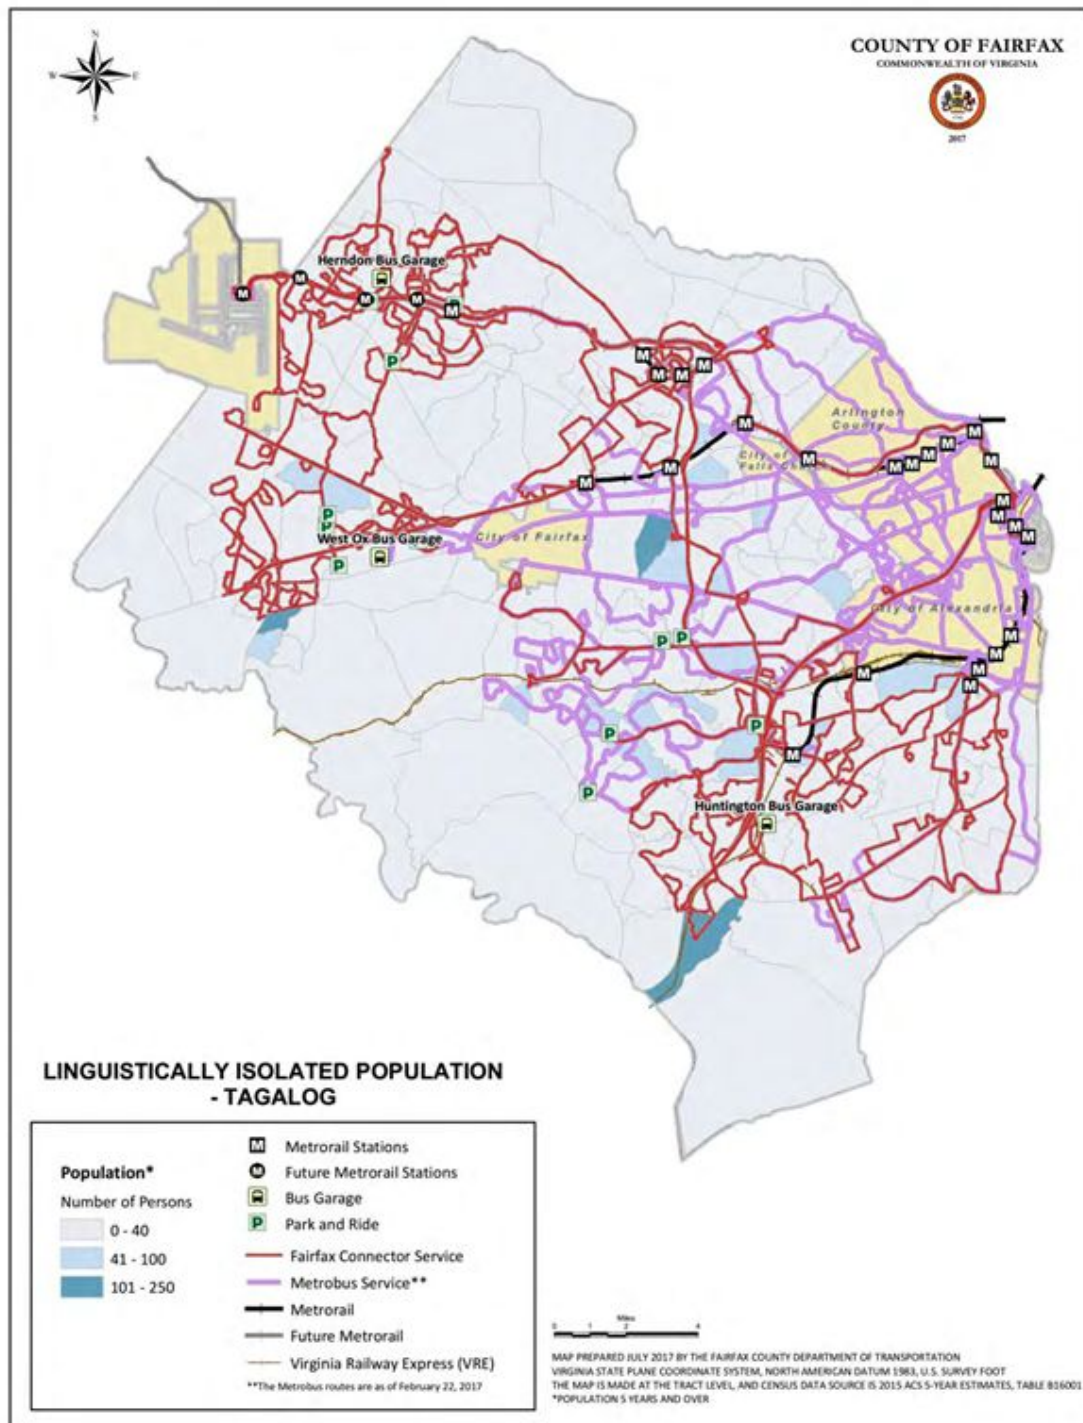 N
W
E
S
COUNTY OF FAIRFAX
COMMONWEALTH OF VIRGINIA
2017
Herndon Bus Garage
M
M
M
M
M
P
M
M
M
M
Arlington
County
M
M
City of
Falls
M
M
M
M
M
M
M
M
M
M
M
M
M
P
P
West Ox Bus Garage
P
City of Fairfax
City of Alexandria
P
P
M
M
M
M
M
P
P
M
P
Huntington Bus Garage
LINGUISTICALLY ISOLATED POPULATION
- TAGALOG
Population*
Number of Persons
0 - 40
41 - 100
101 - 250
M Metrorail Stations
M Future Metrorail Stations
Bus Garage
P Park and Ride
Fairfax Connector Service
Metrobus Service**
Metrorail
Future Metrorail
Virginia Railway Express (VRE)
**The Metrobus routes are as of February 22, 2017
Miles
0 1 2 4
MAP PREPARED JULY 2017 BY THE FAIRFAX COUNTY DEPARTMENT OF TRANSPORTATION
VIRGINIA STATE PLANE COORDINATE SYSTEM, NORTH AMERICAN DATUM 1983, U.S. SURVEY FOOT
THE MAP IS MADE AT THE TRACT LEVEL, AND CENSUS DATA SOURCE IS 2015 ACS 5-YEAR ESTIMATES, TABLE B16001
*POPULATION 5 YEARS AND OVER